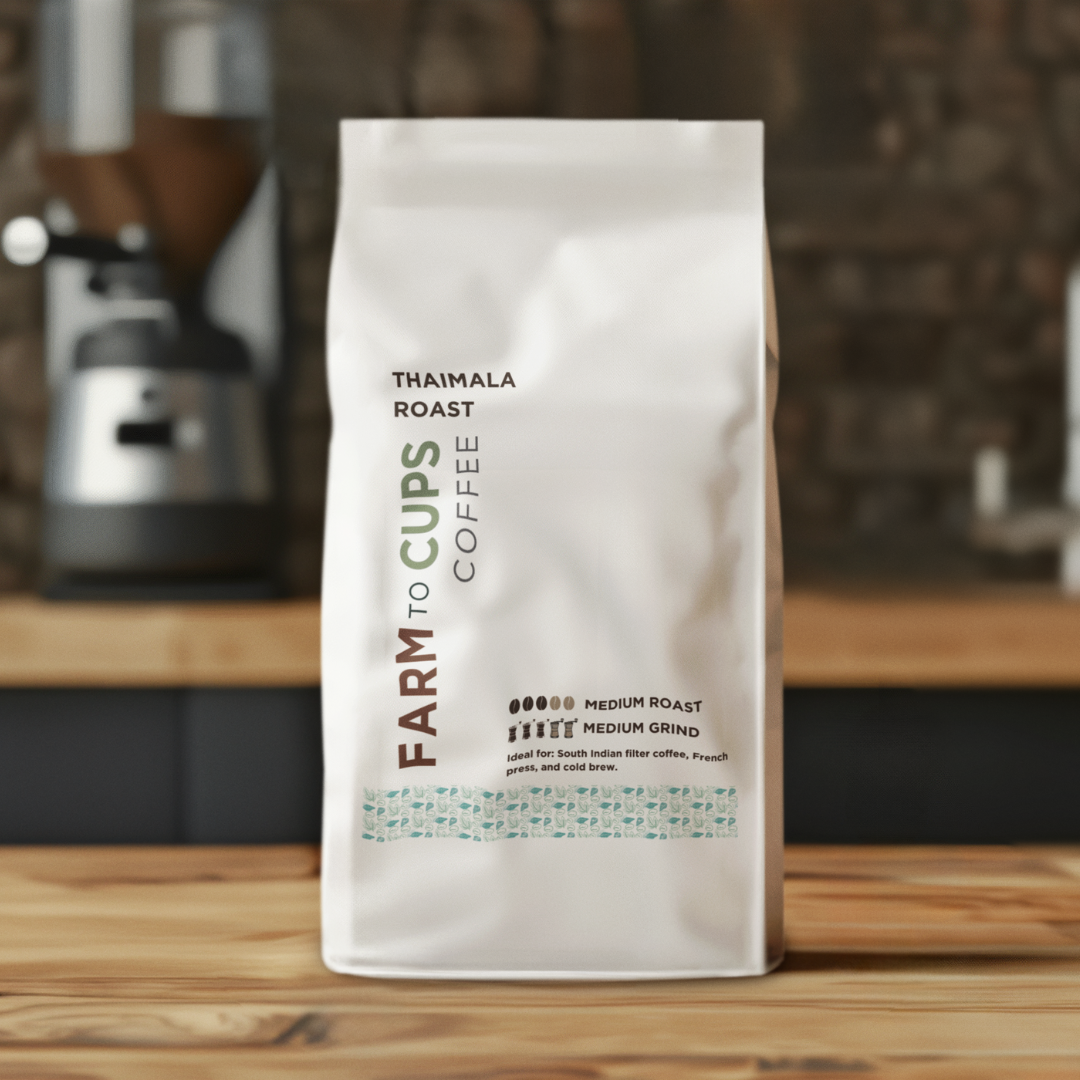 THAIMALA
ROAST
FARM TO CUPS
COFFEE
MEDIUM ROAST
MEDIUM GRIND
Ideal for: South Indian filter coffee, French
press, and cold brew.